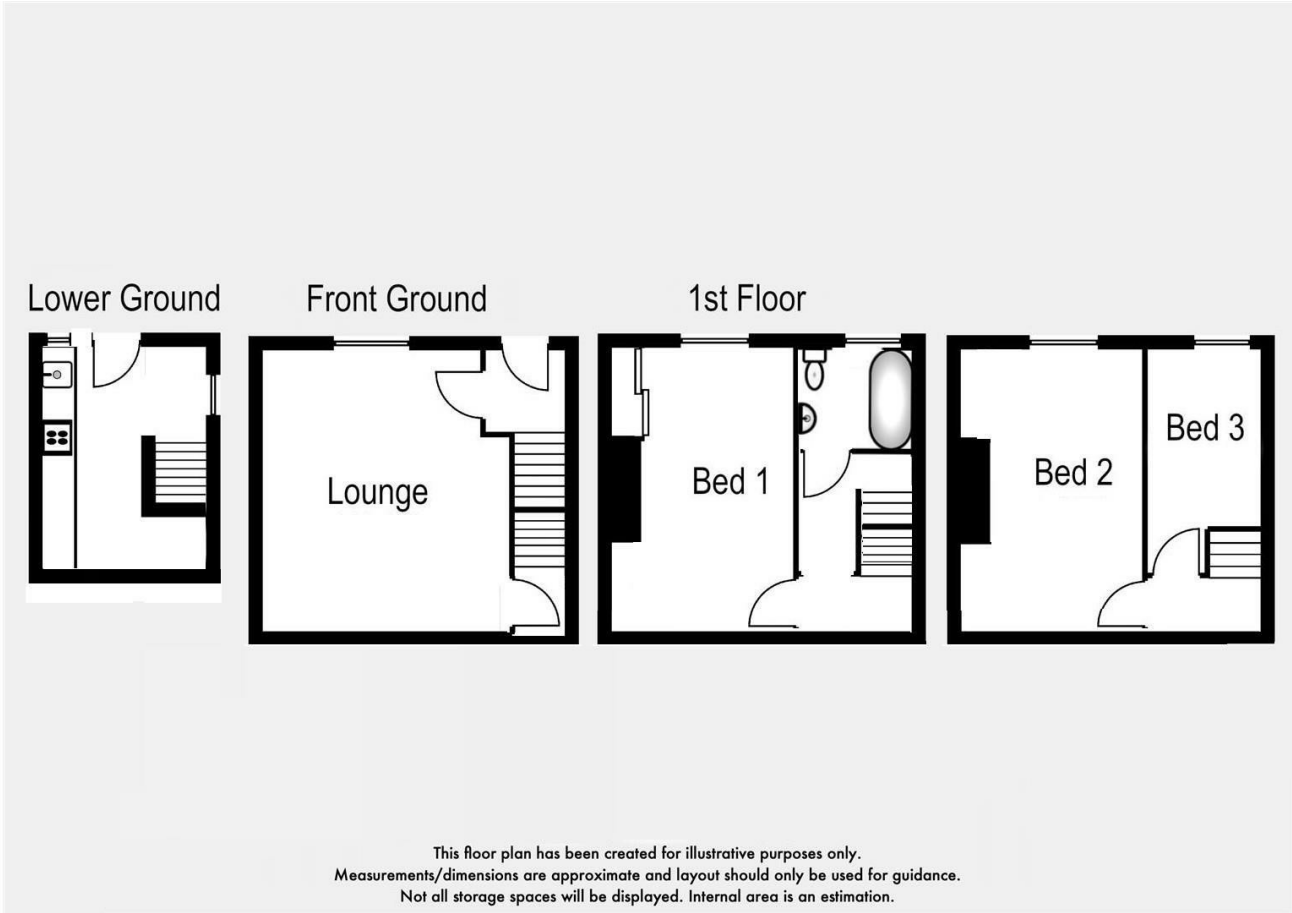 Lower Ground
Front Ground
1st Floor
Lounge
Bed 1
Bed 2
Bed 3
This floor plan has been created for illustrative purposes only.
Measurements/dimensions are approximate and layout should only be used for guidance.
Not all storage spaces will be displayed. Internal area is an estimation.